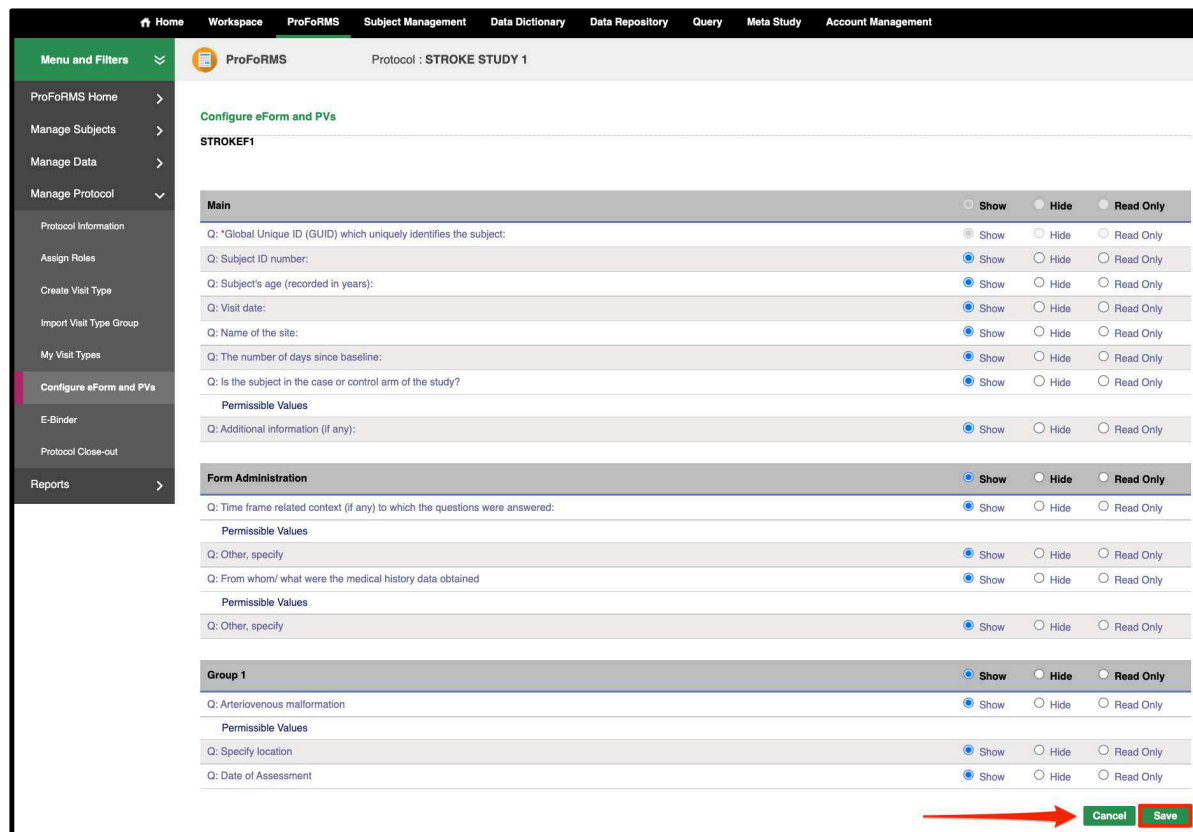 Home Workspace ProFoRMS Subject Management Data Dictionary Data Repository Query Meta Study Account Management
Menu and Filters
ProFoRMS Protocol : STROKE STUDY 1
ProFoRMS Home
Manage Subjects
Manage Data
Manage Protocol
Protocol Information
Assign Roles
Create Visit Type
Import Visit Type Group
My Visit Types
Configure eForm and PVs
E-Binder
Protocol Close-out
Reports
Configure eForm and PVs
STROKEF1
Main Show Hide Read Only
Q: *Global Unique ID (GUID) which uniquely identifies the subject: Show Hide Read Only
Q: Subject ID number: Show Hide Read Only
Q: Subject's age (recorded in years): Show Hide Read Only
Q: Visit date: Show Hide Read Only
Q: Name of the site: Show Hide Read Only
Q: The number of days since baseline: Show Hide Read Only
Q: Is the subject in the case or control arm of the study? Show Hide Read Only
Permissible Values
Q: Additional information (if any): Show Hide Read Only
Form Administration Show Hide Read Only
Q: Time frame related context (if any) to which the questions were answered: Show Hide Read Only
Permissible Values
Q: Other, specify Show Hide Read Only
Q: From whom/ what were the medical history data obtained Show Hide Read Only
Permissible Values
Q: Other, specify Show Hide Read Only
Group 1 Show Hide Read Only
Q: Arteriovenous malformation Show Hide Read Only
Permissible Values
Q: Specify location Show Hide Read Only
Q: Date of Assessment Show Hide Read Only
Cancel Save